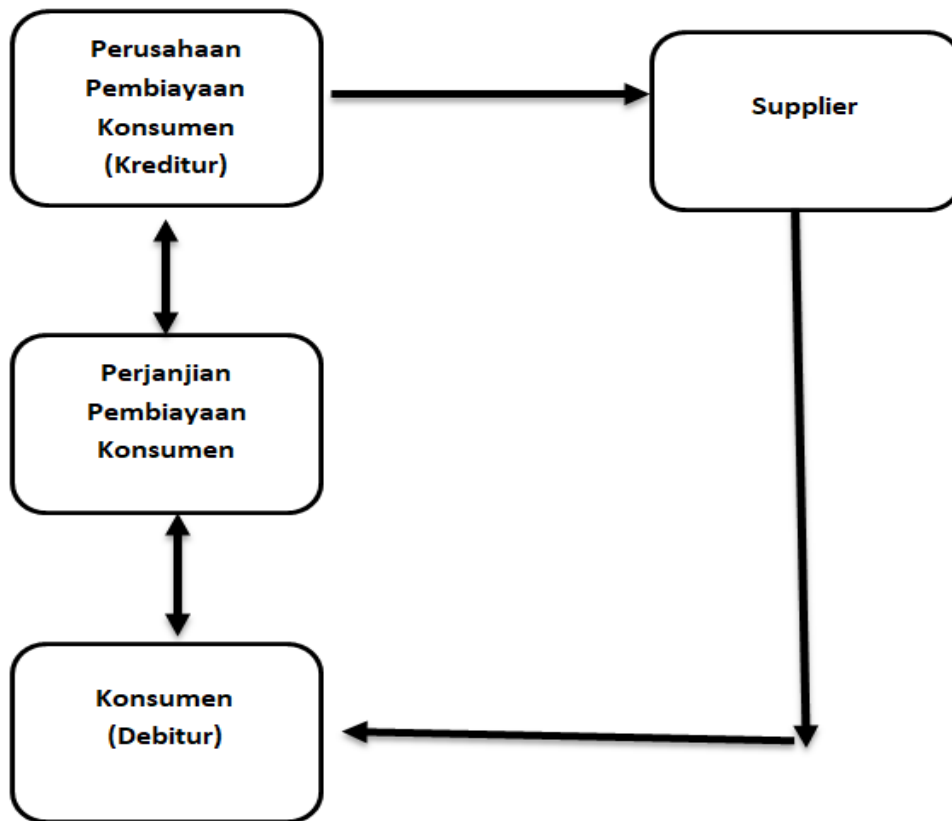 Perusahaan
Pembiayaan
Konsumen
(Kreditur)
Supplier
Perjanjian
Pembiayaan
Konsumen
Konsumen
(Debitur)